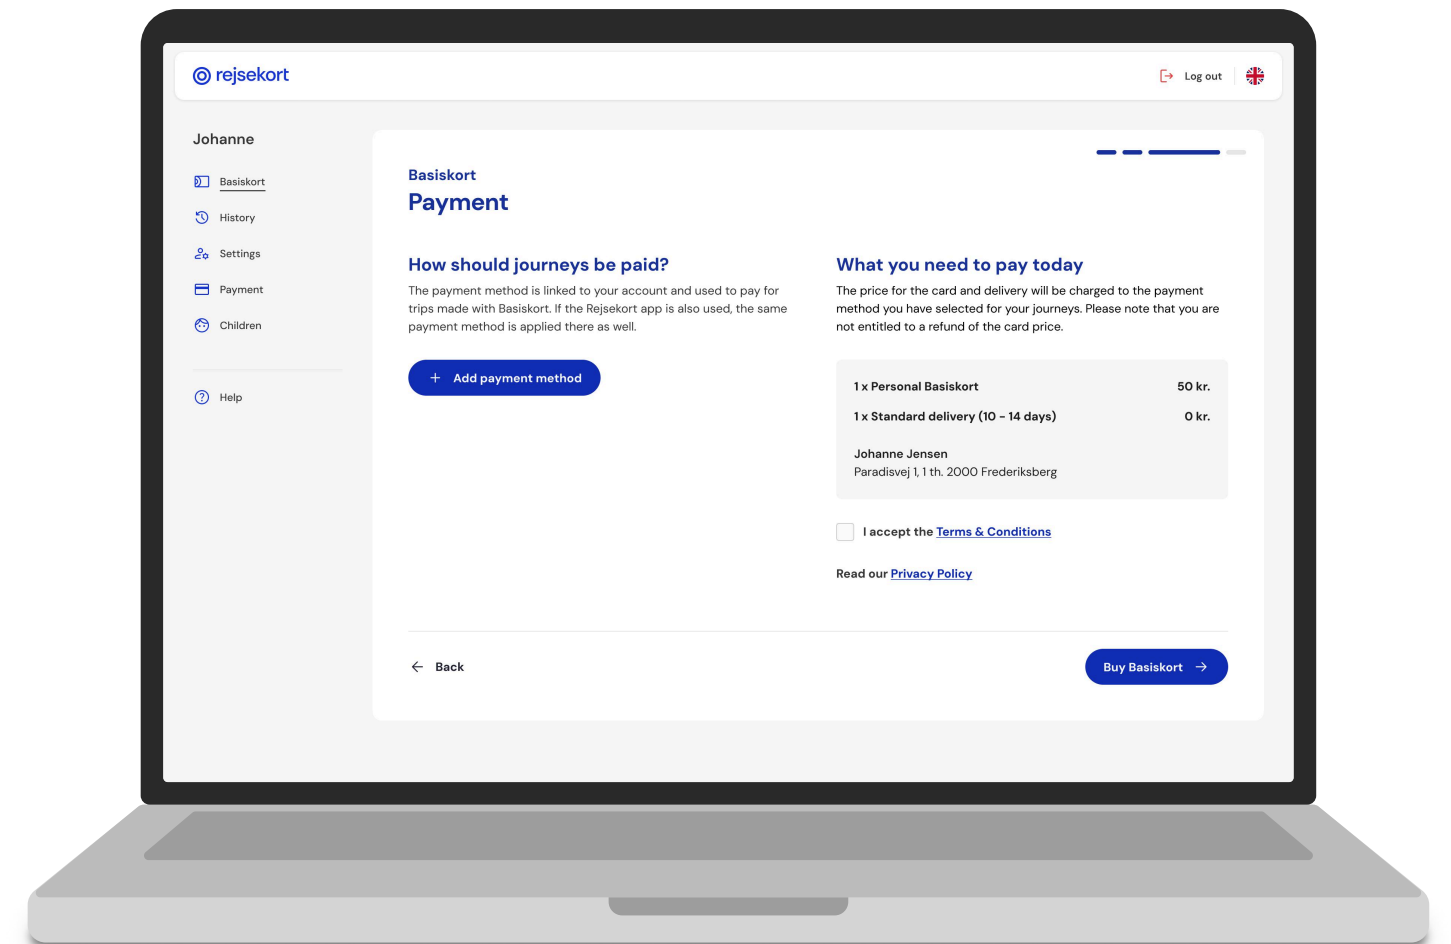 rejsekort
Log out
Johanne
Basiskort
History
Settings
Payment
Children
Help
Basiskort
Payment
How should journeys be paid?
The payment method is linked to your account and used to pay for
trips made with Basiskort. If the Rejsekort app is also used, the same
payment method is applied there as well.
+ Add payment method
What you need to pay today
The price for the card and delivery will be charged to the payment
method you have selected for your journeys. Please note that you are
not entitled to a refund of the card price.
1 x Personal Basiskort 50 kr.
1 x Standard delivery (10 - 14 days) 0 kr.
Johanne Jensen
Paradisvej 1, 1 th. 2000 Frederiksberg
I accept the Terms & Conditions
Read our Privacy Policy
← Back
Buy Basiskort →